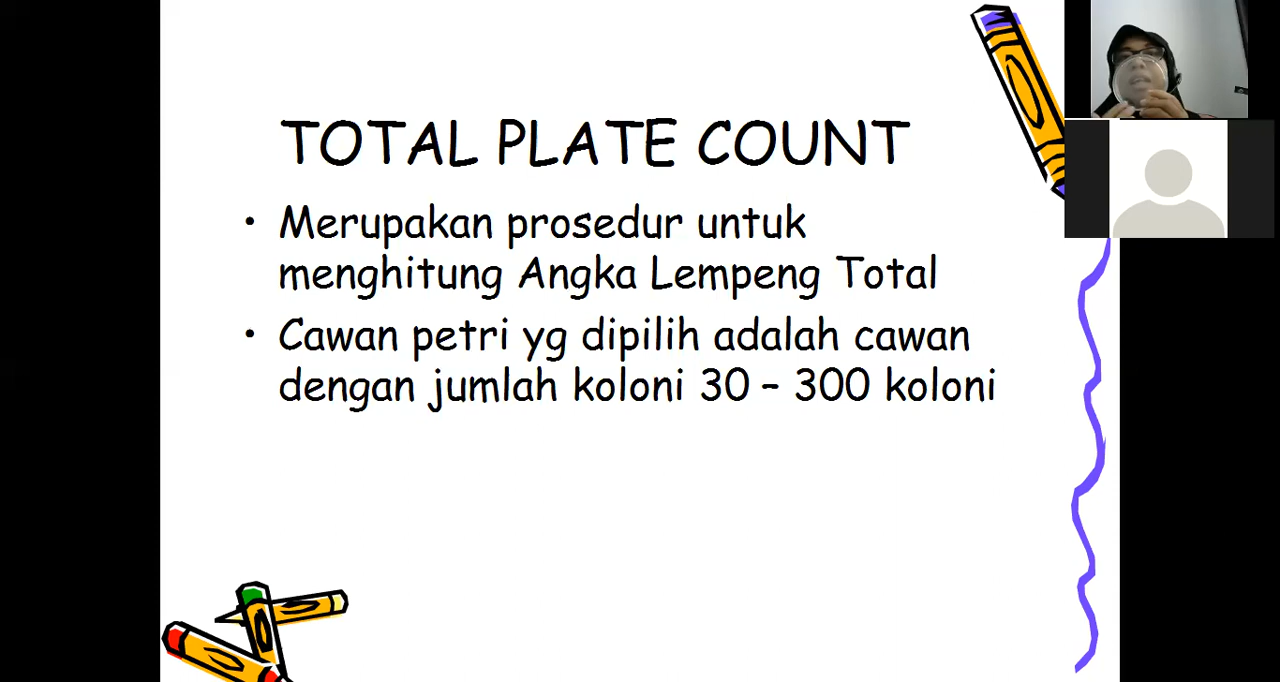 TOTAL PLATE COUNT
• Merupakan prosedur untuk
menghitung Angka Lempeng Total
• Cawan petri yg dipilih adalah cawan
dengan jumlah koloni 30 – 300 koloni